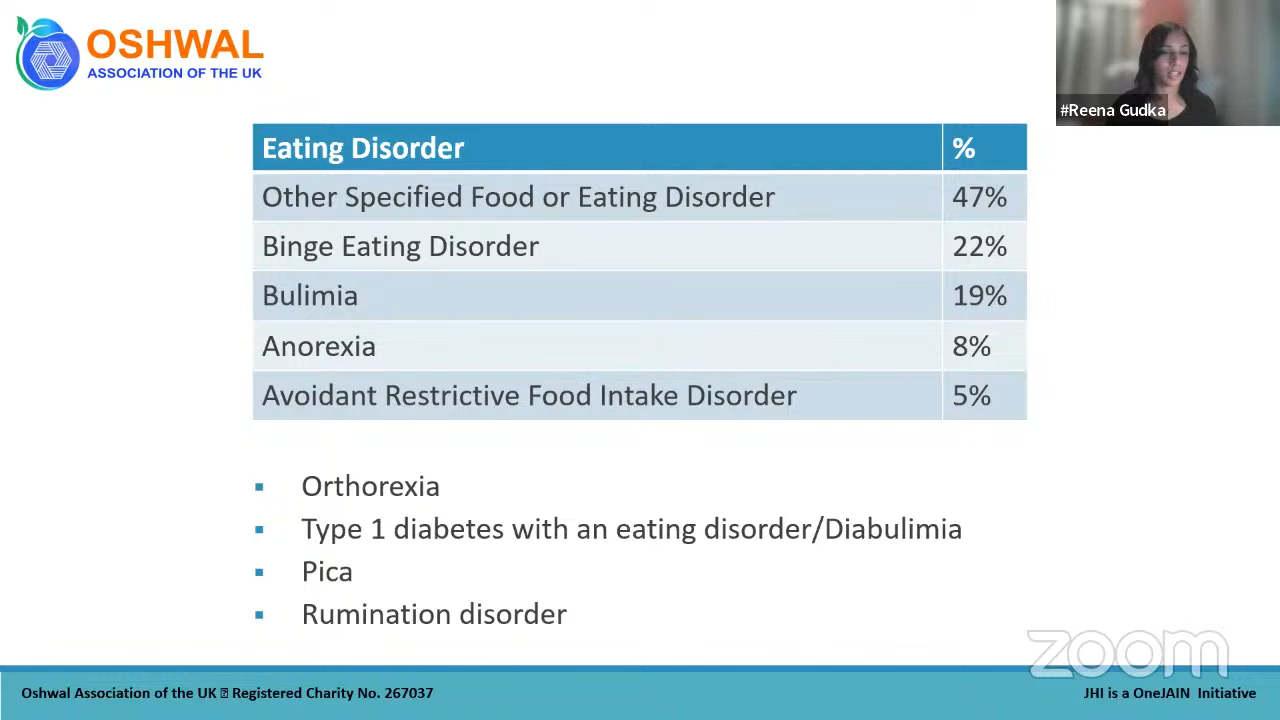 OSHWAL
ASSOCIATION OF THE UK
#Reena Gudka
Eating Disorder %
Other Specified Food or Eating Disorder 47%
Binge Eating Disorder 22%
Bulimia 19%
Anorexia 8%
Avoidant Restrictive Food Intake Disorder 5%
▪ Orthorexia
▪ Type 1 diabetes with an eating disorder/Diabulimia
▪ Pica
▪ Rumination disorder
zoom
Oshwal Association of the UK ⍰ Registered Charity No. 267037
JHI is a OneJAIN Initiative